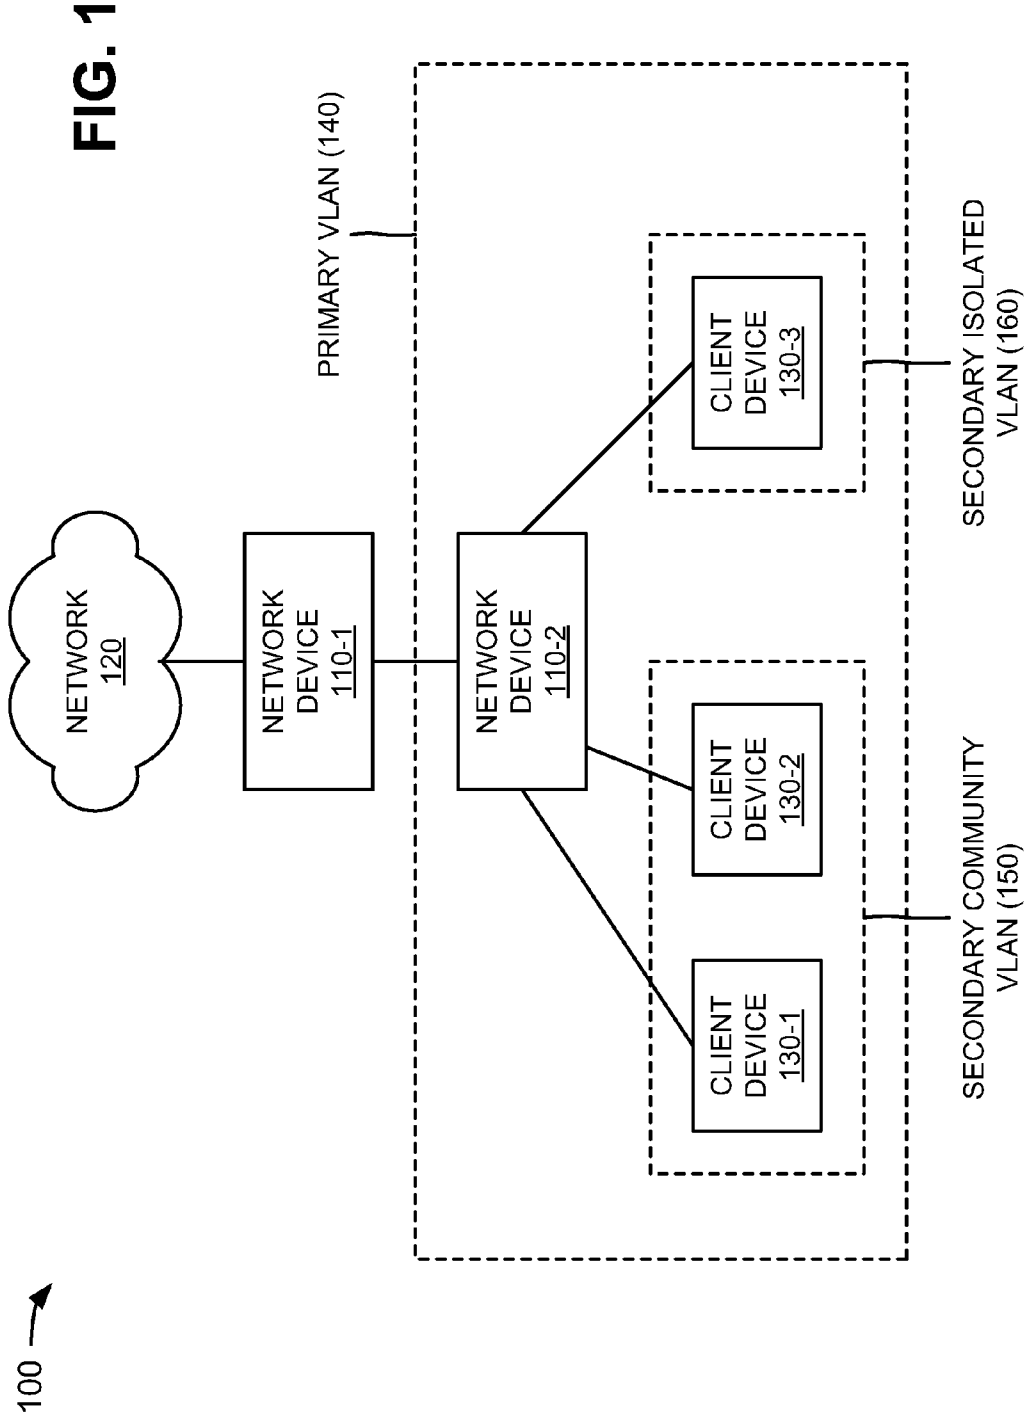 100
FIG. 1
NETWORK
120
NETWORK
DEVICE
110-1
PRIMARY VLAN (140)
NETWORK
DEVICE
110-2
CLIENT
DEVICE
130-1
CLIENT
DEVICE
130-2
CLIENT
DEVICE
130-3
SECONDARY COMMUNITY
VLAN (150)
SECONDARY ISOLATED
VLAN (160)